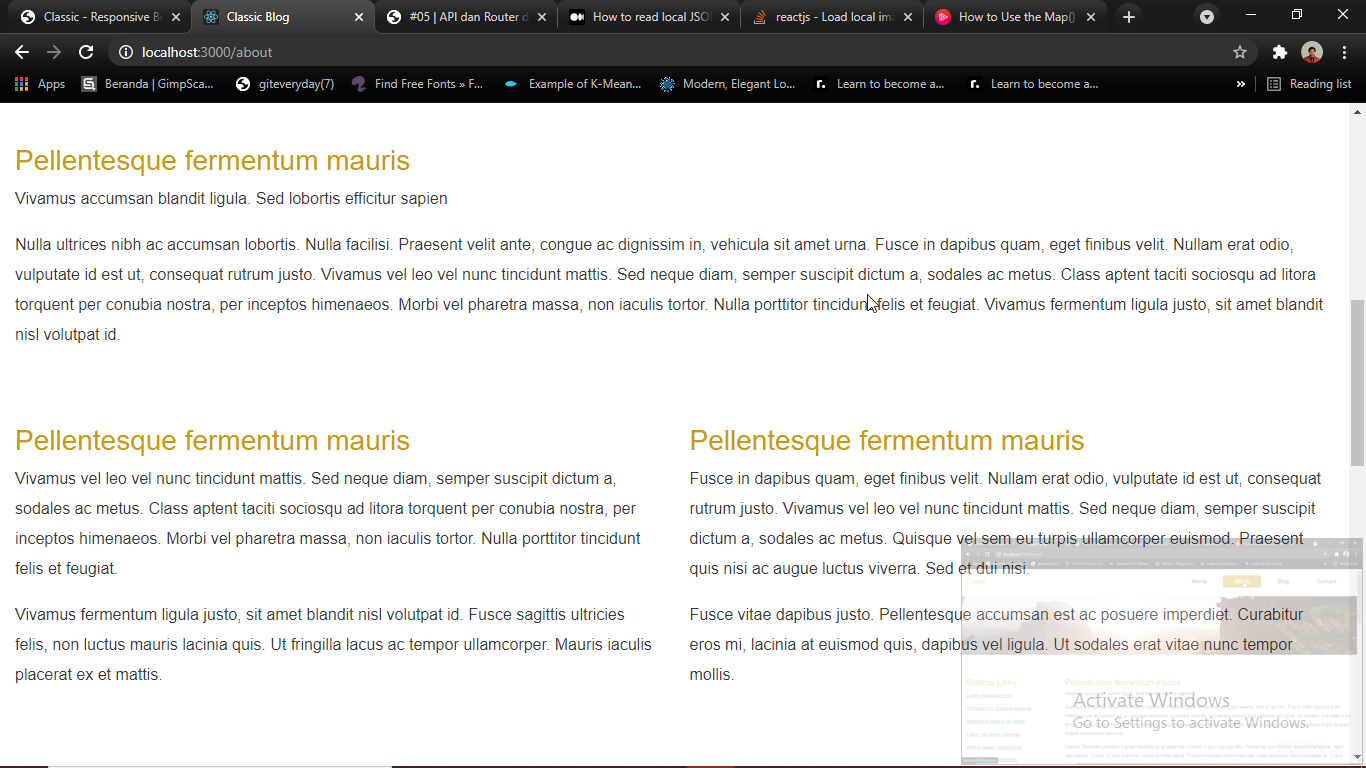 Classic - Responsive B
Classic Blog
#05 | API dan Router d
How to read local JSO
reactjs - Load local im
How to Use the Map()
localhost:3000/about
Apps
Beranda | GimpSca...
giteveryday(7)
Find Free Fonts » F...
Example of K-Mean...
Modern, Elegant Lo...
Learn to become a...
Learn to become a...
»
Reading list
Pellentesque fermentum mauris
Vivamus accumsan blandit ligula. Sed lobortis efficitur sapien
Nulla ultrices nibh ac accumsan lobortis. Nulla facilisi. Praesent velit ante, congue ac dignissim in, vehicula sit amet urna. Fusce in dapibus quam, eget finibus velit. Nullam erat odio,
vulputate id est ut, consequat rutrum justo. Vivamus vel leo vel nunc tincidunt mattis. Sed neque diam, semper suscipit dictum a, sodales ac metus. Class aptent taciti sociosqu ad litora
torquent per conubia nostra, per inceptos himenaeos. Morbi vel pharetra massa, non iaculis tortor. Nulla porttitor tincidunt felis et feugiat. Vivamus fermentum ligula justo, sit amet blandit
nisl volutpat id.
Pellentesque fermentum mauris
Vivamus vel leo vel nunc tincidunt mattis. Sed neque diam, semper suscipit dictum a,
sodales ac metus. Class aptent taciti sociosqu ad litora torquent per conubia nostra, per
inceptos himenaeos. Morbi vel pharetra massa, non iaculis tortor. Nulla porttitor tincidunt
felis et feugiat.
Vivamus fermentum ligula justo, sit amet blandit nisl volutpat id. Fusce sagittis ultricies
felis, non luctus mauris lacinia quis. Ut fringilla lacus ac tempor ullamcorper. Mauris iaculis
placerat ex et mattis.
Pellentesque fermentum mauris
Fusce in dapibus quam, eget finibus velit. Nullam erat odio, vulputate id est ut, consequat
rutrum justo. Vivamus vel leo vel nunc tincidunt mattis. Sed neque diam, semper suscipit
dictum a, sodales ac metus. Quisque vel sem eu turpis ullamcorper euismod. Praesent
quis nisi ac augue luctus viverra. Sed et dui nisi.
Fusce vitae dapibus justo. Pellentesque accumsan est ac posuere imperdiet. Curabitur
eros mi, lacinia at euismod quis, dapibus vel ligula. Ut sodales erat vitae nunc tempor
mollis.
Home
About
Blog
Contact
Sidebar Links
Pellentesque fermentum mauris
Activate Windows
Go to Settings to activate Windows.